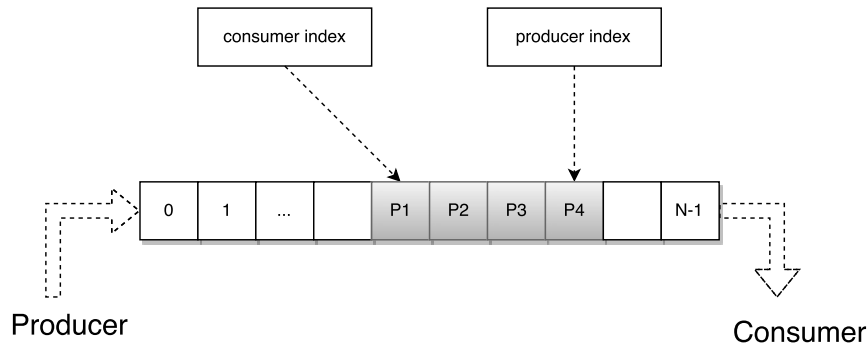 consumer index
producer index
0 1 ... P1 P2 P3 P4 N-1
Producer
Consumer